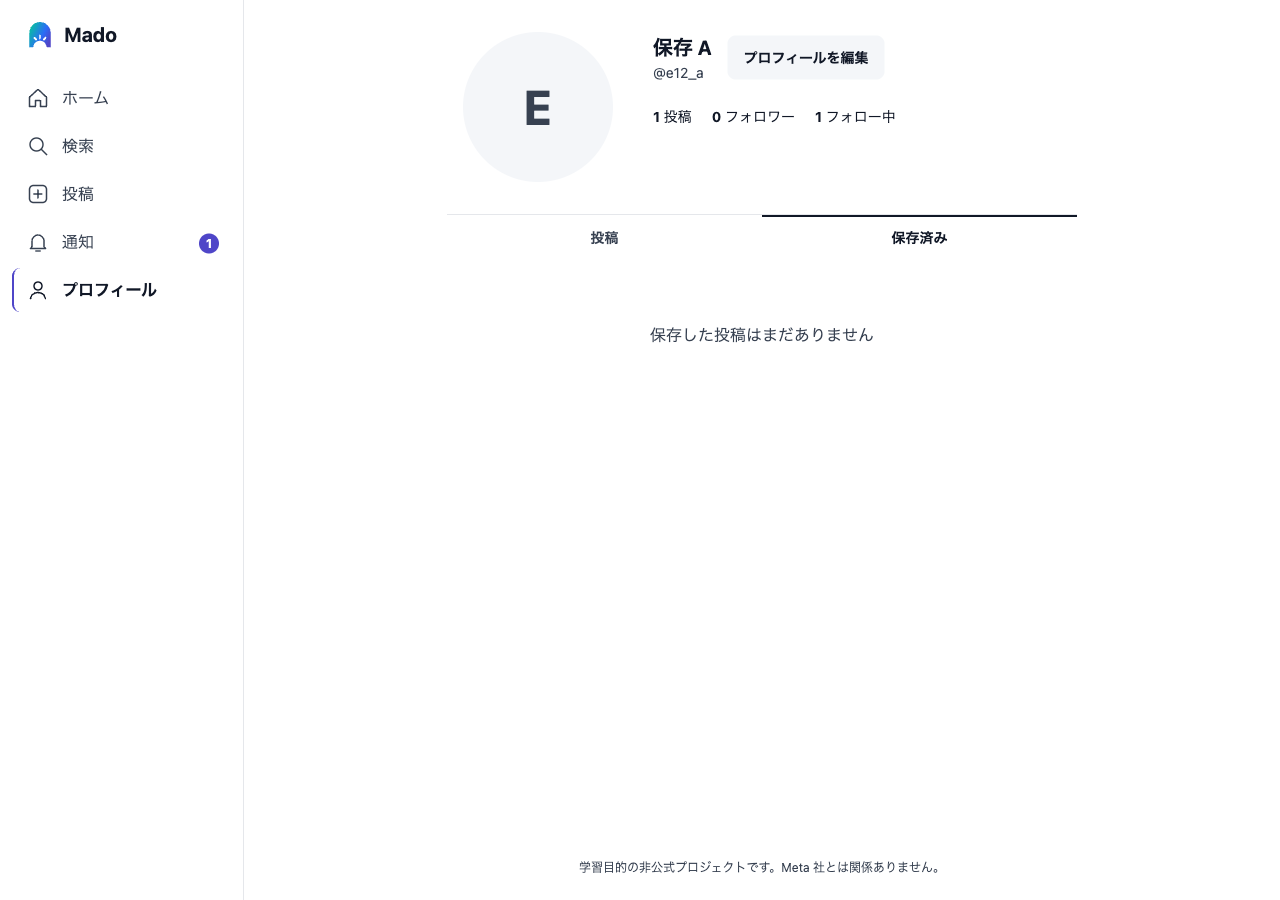 Mado
ホーム
検索
投稿
通知 1
プロフィール
E
保存 A
@e12_a
プロフィールを編集
1 投稿 0 フォロワー 1 フォロー中
投稿 保存済み
保存した投稿はまだありません
学習目的の非公式プロジェクトです。Meta 社とは関係ありません。